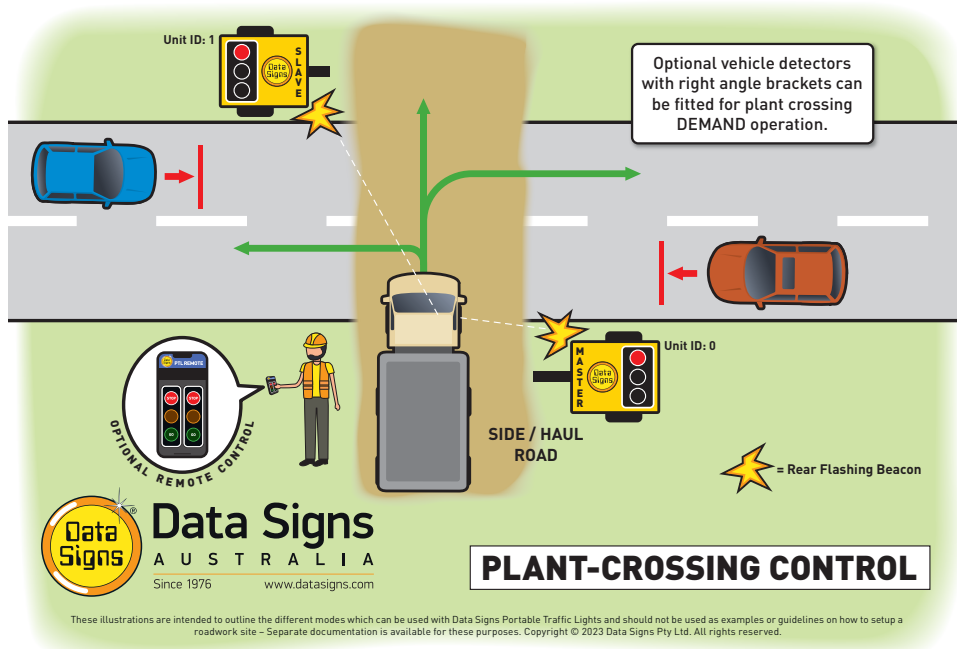 Unit ID: 1
SLAVE
Data
Signs
Optional vehicle detectors
with right angle brackets can
be fitted for plant crossing
DEMAND operation.
Unit ID: 0
MASTER
Data
Signs
PTL REMOTE
STOP STOP
GO GO
OPTIONAL REMOTE CONTROL
SIDE / HAUL
ROAD
= Rear Flashing Beacon
Data
Signs
®
Data Signs
AUSTRALIA
Since 1976 www.datasigns.com
PLANT-CROSSING CONTROL
These illustrations are intended to outline the different modes which can be used with Data Signs Portable Traffic Lights and should not be used as examples or guidelines on how to setup a
roadwork site – Separate documentation is available for these purposes. Copyright © 2023 Data Signs Pty Ltd. All rights reserved.